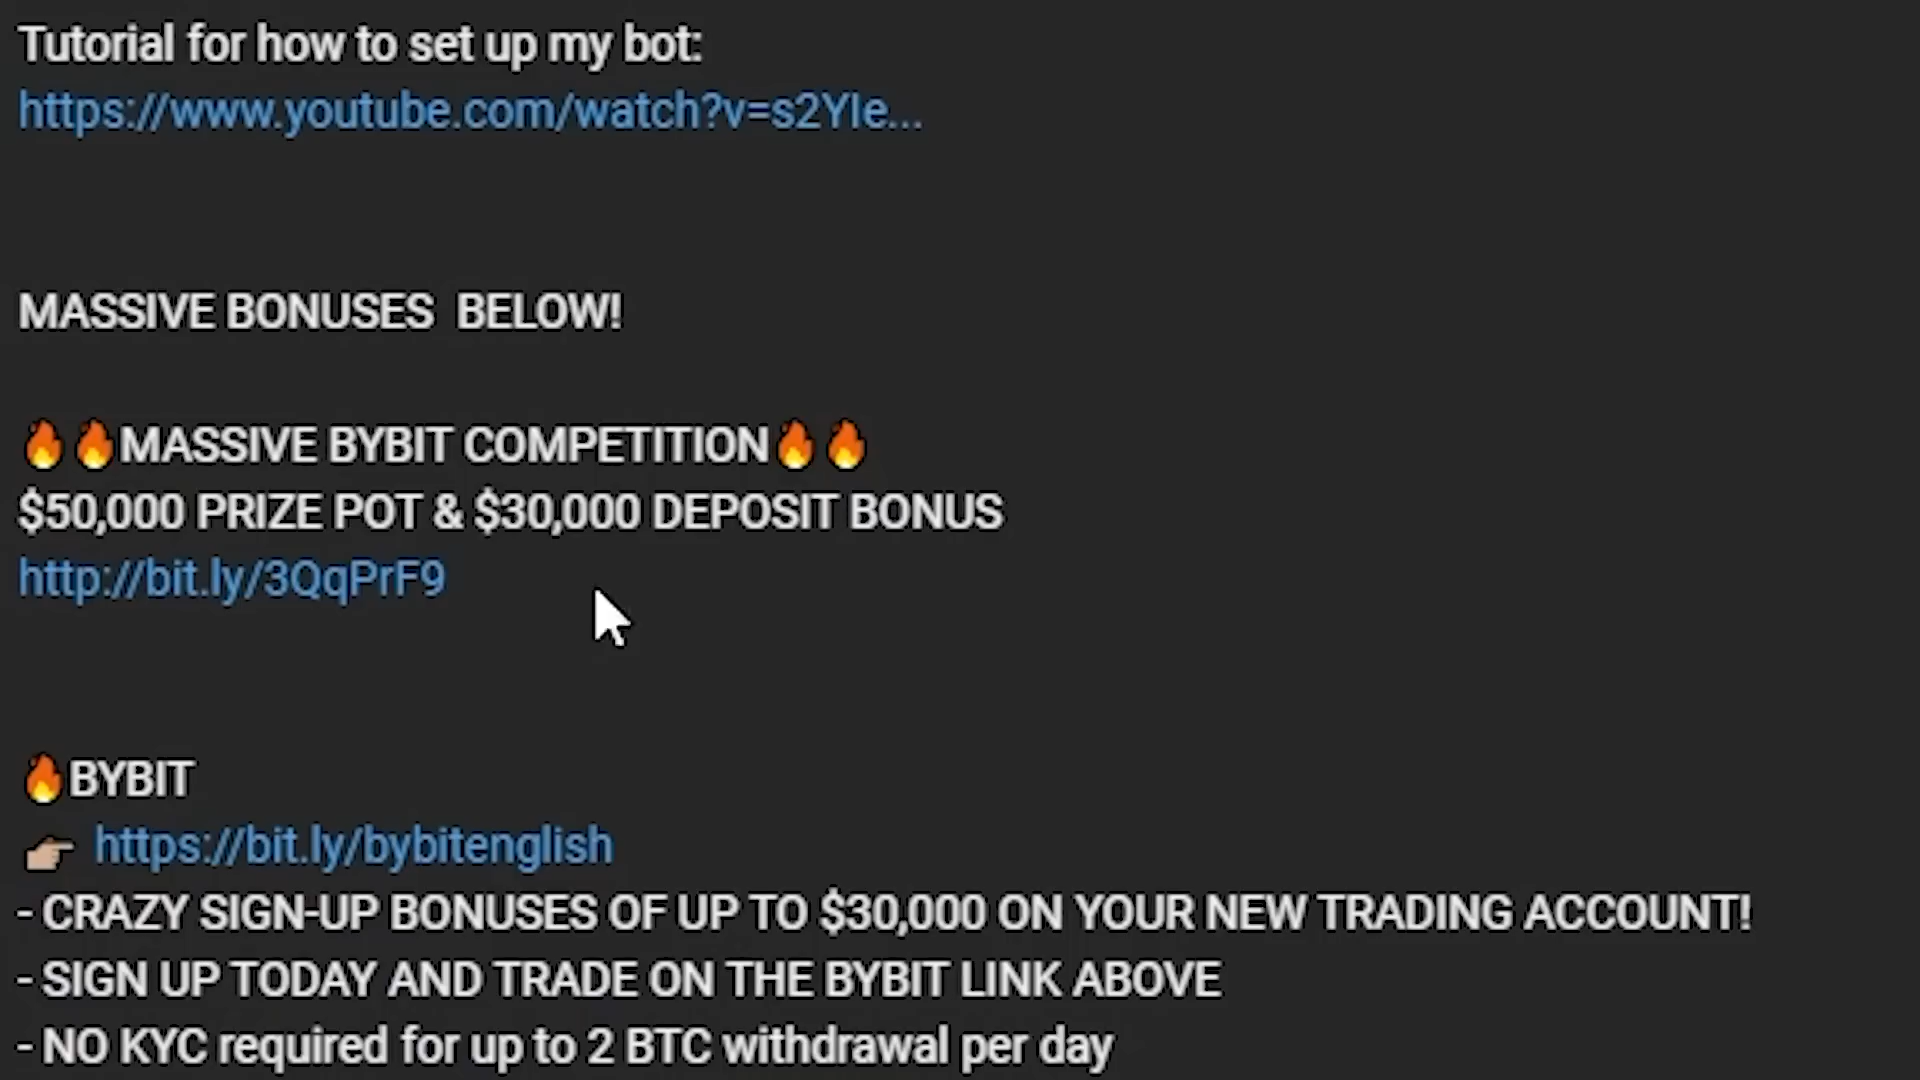 Tutorial for how to set up my bot:
https://www.youtube.com/watch?v=s2YIe...
MASSIVE BONUSES  BELOW!
🔥🔥MASSIVE BYBIT COMPETITION🔥🔥
$50,000 PRIZE POT & $30,000 DEPOSIT BONUS
http://bit.ly/3QqPrF9
🔥BYBIT
👉🏼 https://bit.ly/bybitenglish
- CRAZY SIGN-UP BONUSES OF UP TO $30,000 ON YOUR NEW TRADING ACCOUNT!
- SIGN UP TODAY AND TRADE ON THE BYBIT LINK ABOVE
- NO KYC required for up to 2 BTC withdrawal per day